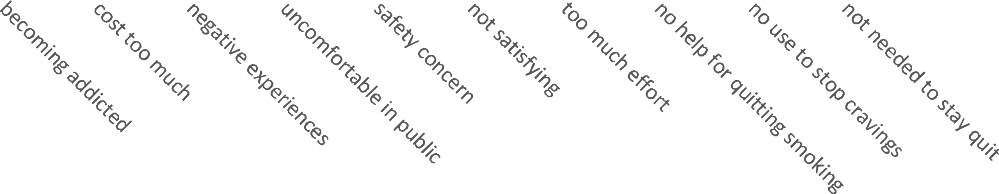 becoming addicted
cost too much
negative experiences
uncomfortable in public
safety concern
not satisfying
too much effort
no help for quitting smoking
no use to stop cravings
not needed to stay quit